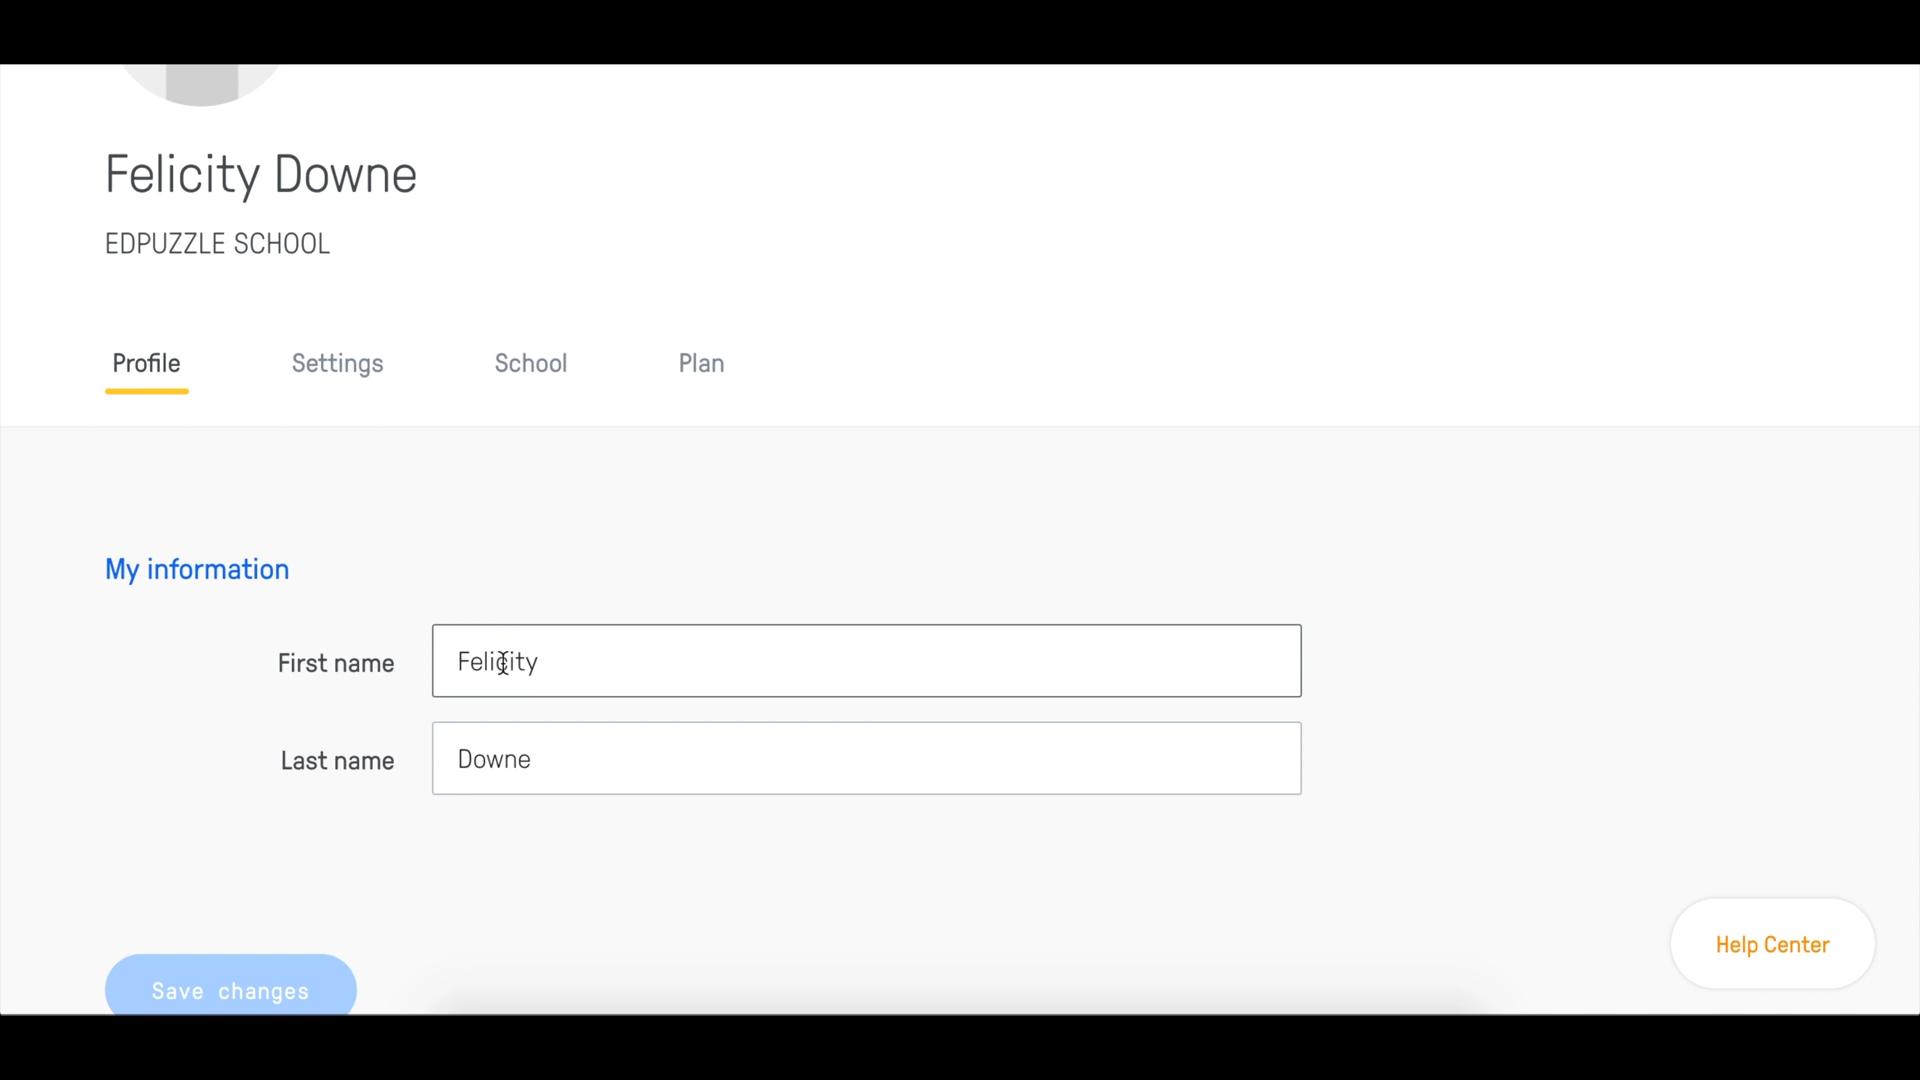 Felicity Downe
EDPUZZLE SCHOOL
Profile Settings School Plan
My information
First name Felicity
Last name Downe
Save changes
Help Center